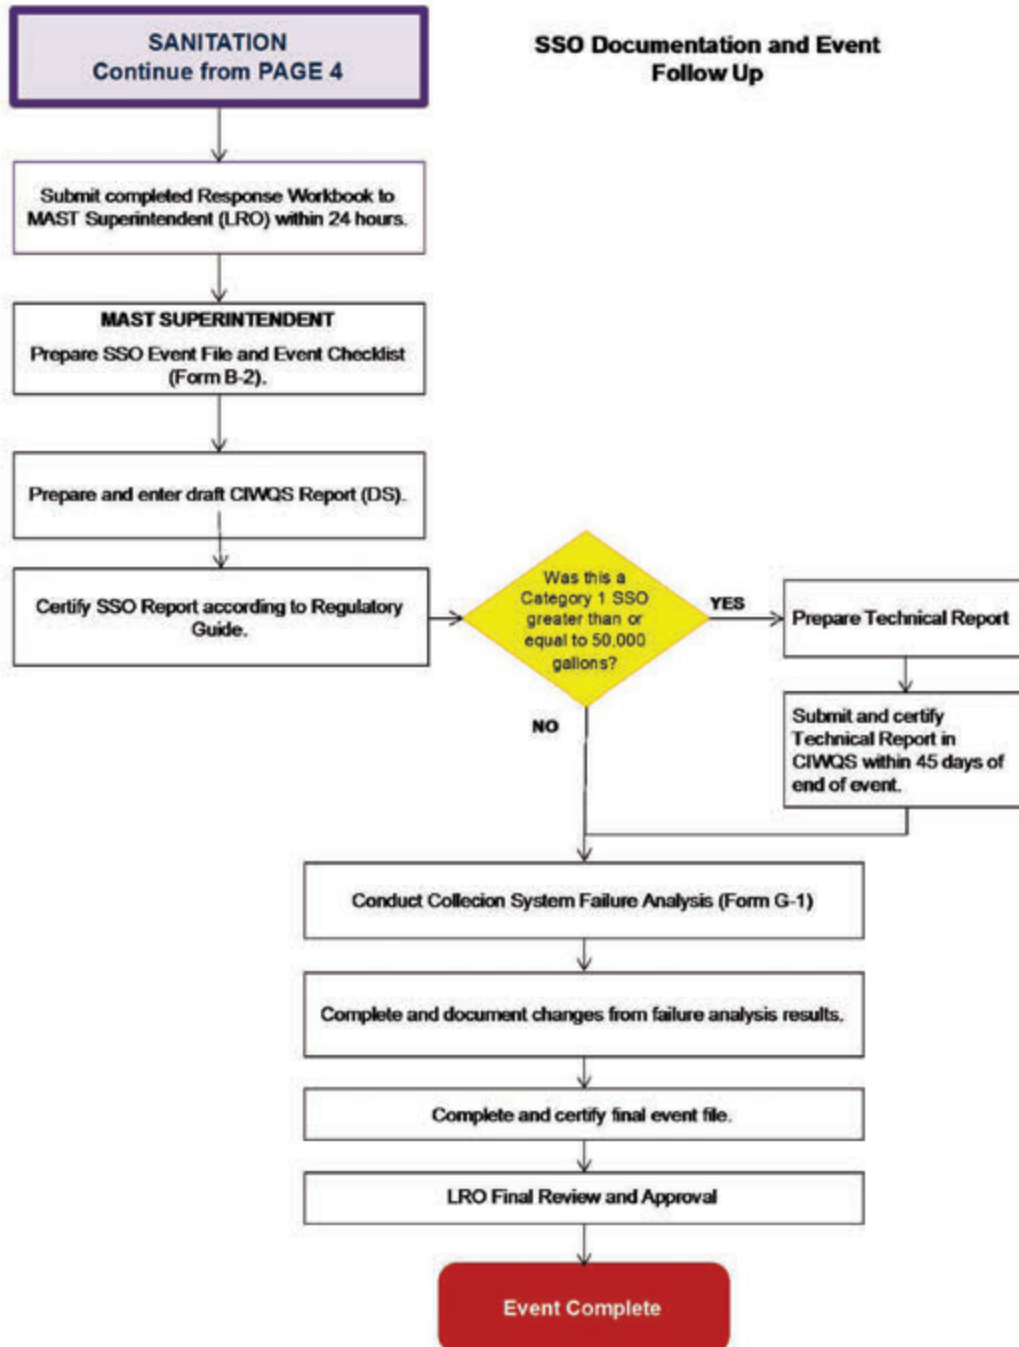 SANITATION
Continue from PAGE 4
SSO Documentation and Event
Follow Up
Submit completed Response Workbook to
MAST Superintendent (LRO) within 24 hours.
MAST SUPERINTENDENT
Prepare SSO Event File and Event Checklist
(Form B-2).
Prepare and enter draft CIWQS Report (DS).
Certify SSO Report according to Regulatory
Guide.
Was this a
Category 1 SSO
greater than or
equal to 50,000
gallons?
YES
Prepare Technical Report
NO
Submit and certify
Technical Report in
CIWQS within 45 days of
end of event.
Conduct Collecion System Failure Analysis (Form G-1)
Complete and document changes from failure analysis results.
Complete and certify final event file.
LRO Final Review and Approval
Event Complete